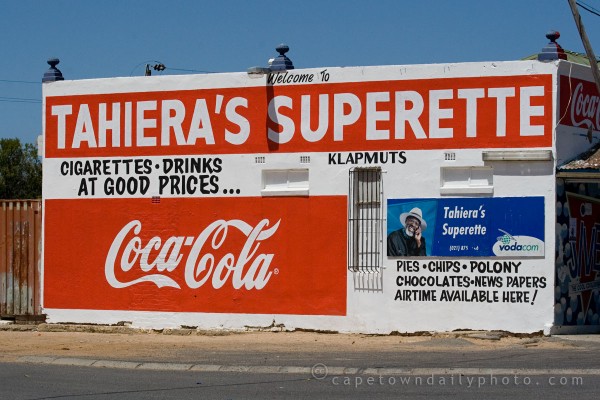 Welcome To
TAHIERA'S SUPERETTE
KLAPMUTS
CIGARETTES • DRINKS
AT GOOD PRICES...
Coca-Cola
Tahiera's
Superette
vodacom
PIES • CHIPS • POLONY
CHOCOLATES • NEWS PAPERS
AIRTIME AVAILABLE HERE!
Coca
© capetowndailyphoto.com